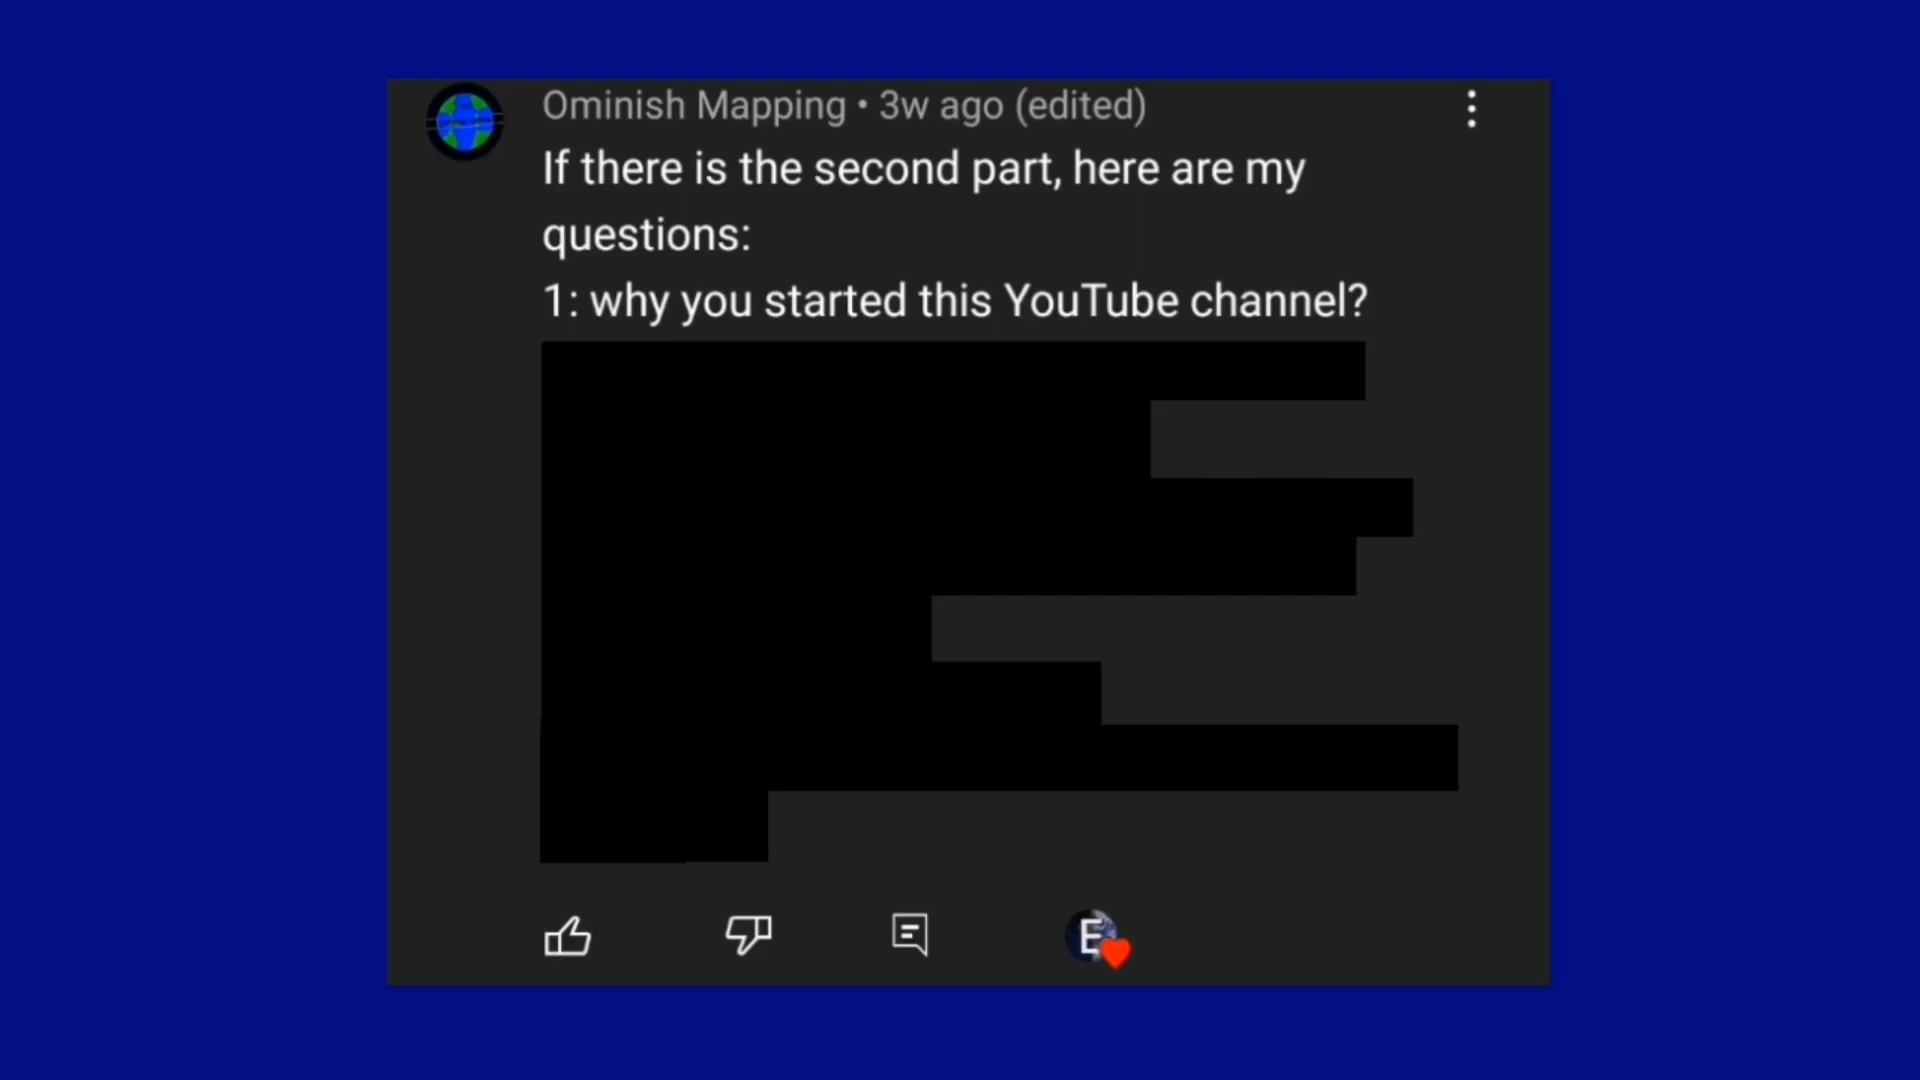 Ominish Mapping • 3w ago (edited)
If there is the second part, here are my
questions:
1: why you started this YouTube channel?
E